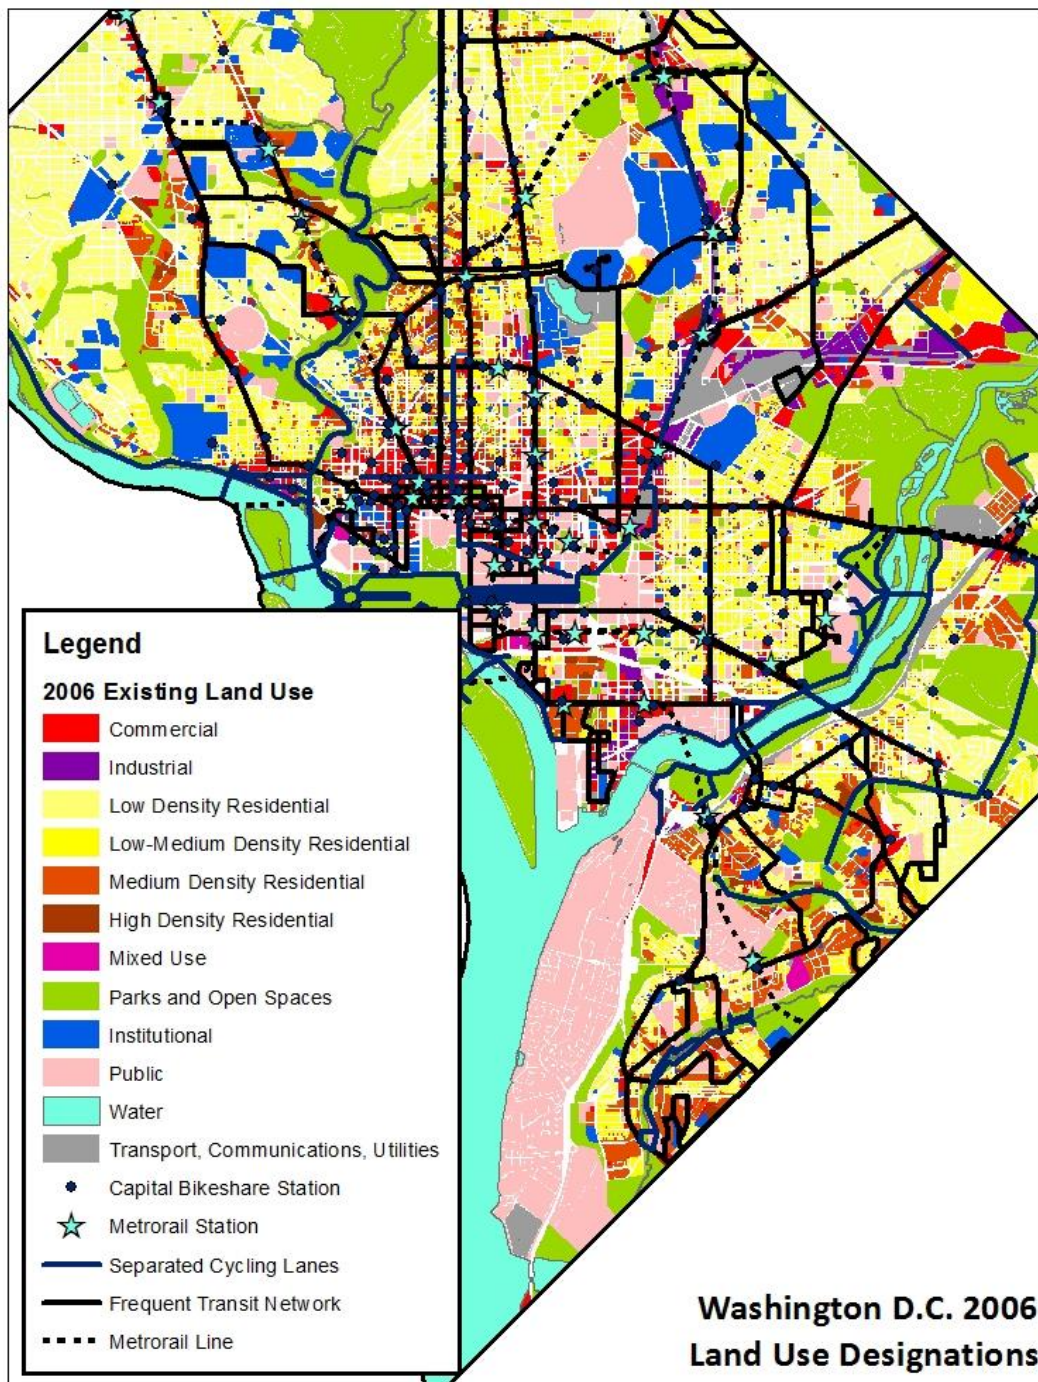 Legend
2006 Existing Land Use
Commercial
Industrial
Low Density Residential
Low-Medium Density Residential
Medium Density Residential
High Density Residential
Mixed Use
Parks and Open Spaces
Institutional
Public
Water
Transport, Communications, Utilities
Capital Bikeshare Station
Metrorail Station
Separated Cycling Lanes
Frequent Transit Network
Metrorail Line
Washington D.C. 2006
Land Use Designations